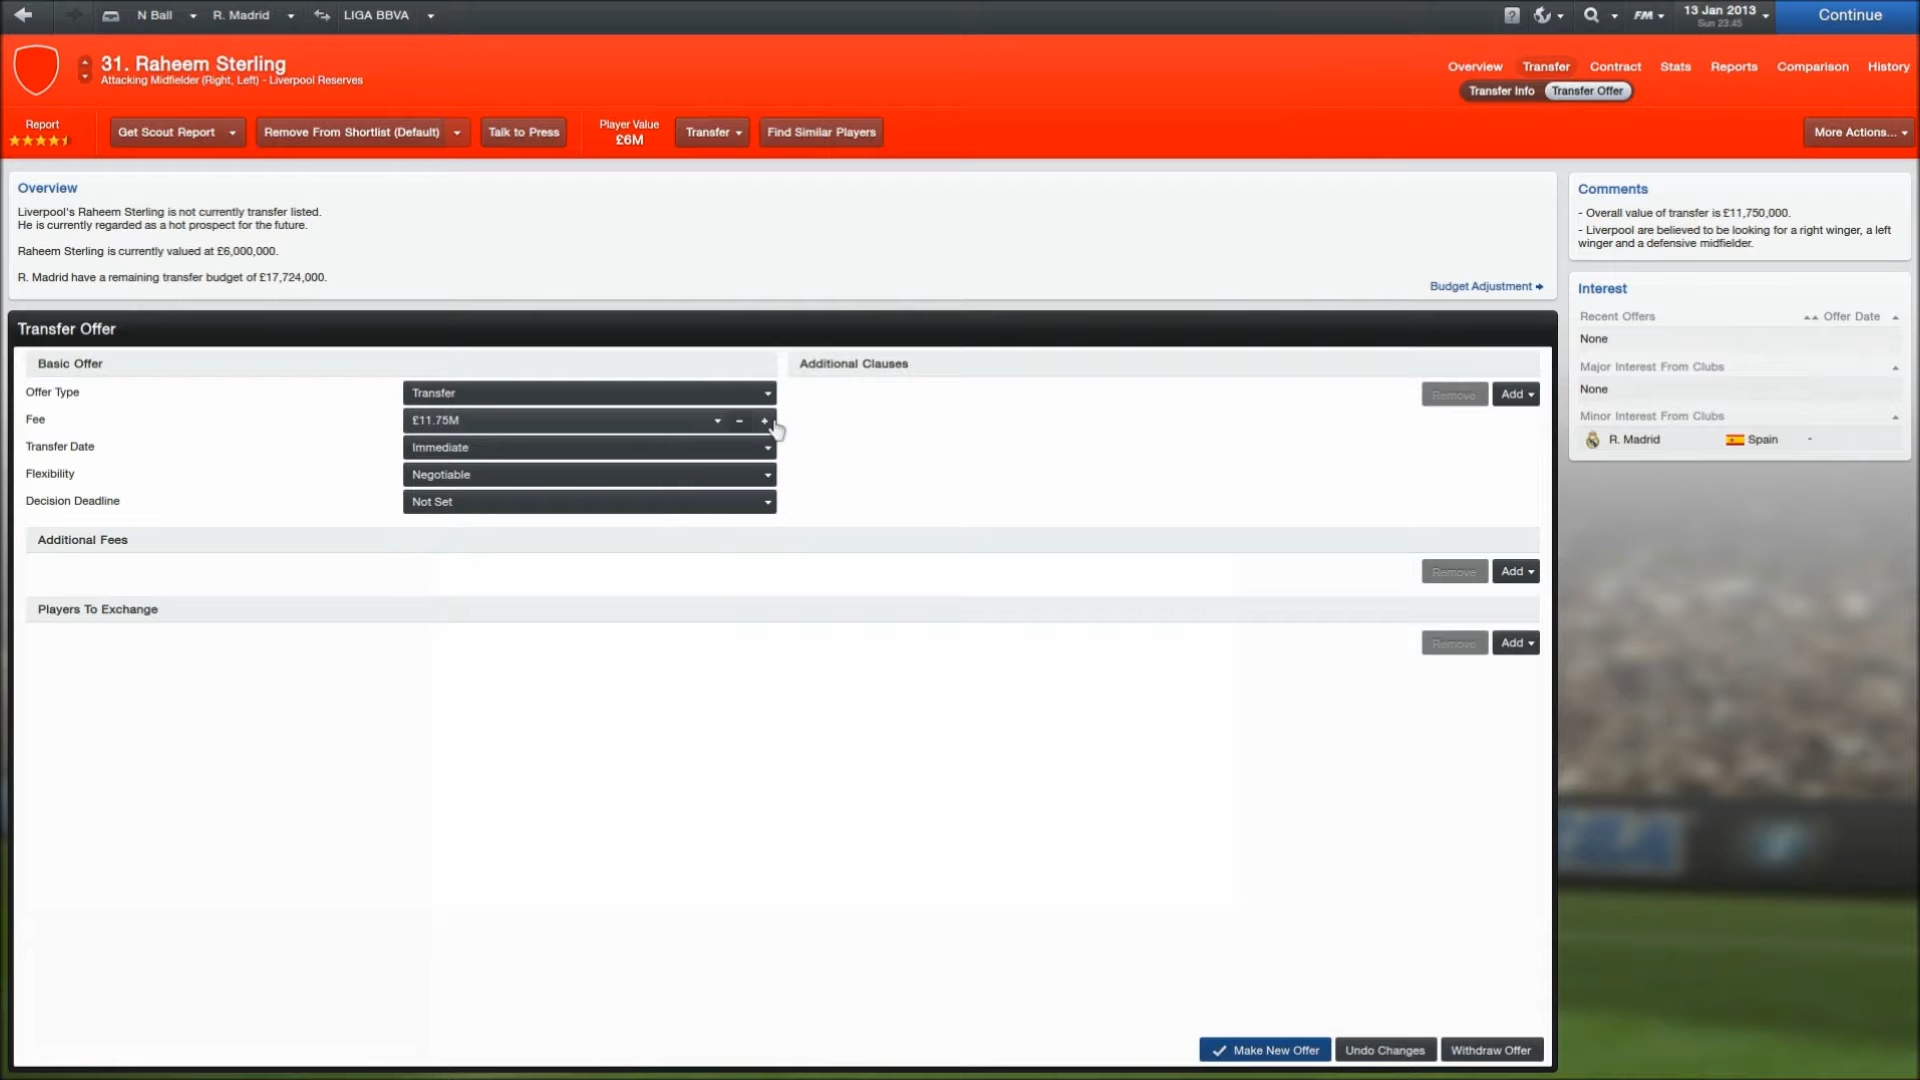 N Ball
R. Madrid
LIGA BBVA
?
FM
13 Jan 2013
Sun 23:45
Continue
31. Raheem Sterling
Attacking Midfielder (Right, Left) - Liverpool Reserves
Overview Transfer Contract Stats Reports Comparison History
Transfer Info Transfer Offer
Report
Get Scout Report
Remove From Shortlist (Default)
Talk to Press
Player Value
£6M
Transfer
Find Similar Players
More Actions...
Overview
Liverpool's Raheem Sterling is not currently transfer listed.
He is currently regarded as a hot prospect for the future.
Raheem Sterling is currently valued at £6,000,000.
R. Madrid have a remaining transfer budget of £17,724,000.
Budget Adjustment
Comments
- Overall value of transfer is £11,750,000.
- Liverpool are believed to be looking for a right winger, a left
winger and a defensive midfielder.
Interest
Recent Offers Offer Date
None
Major Interest From Clubs
None
Minor Interest From Clubs
R. Madrid Spain -
Transfer Offer
Basic Offer
Offer Type Transfer
Fee £11.75M - +
Transfer Date Immediate
Flexibility Negotiable
Decision Deadline Not Set
Additional Clauses
Remove Add
Additional Fees
Remove Add
Players To Exchange
Remove Add
Make New Offer Undo Changes Withdraw Offer